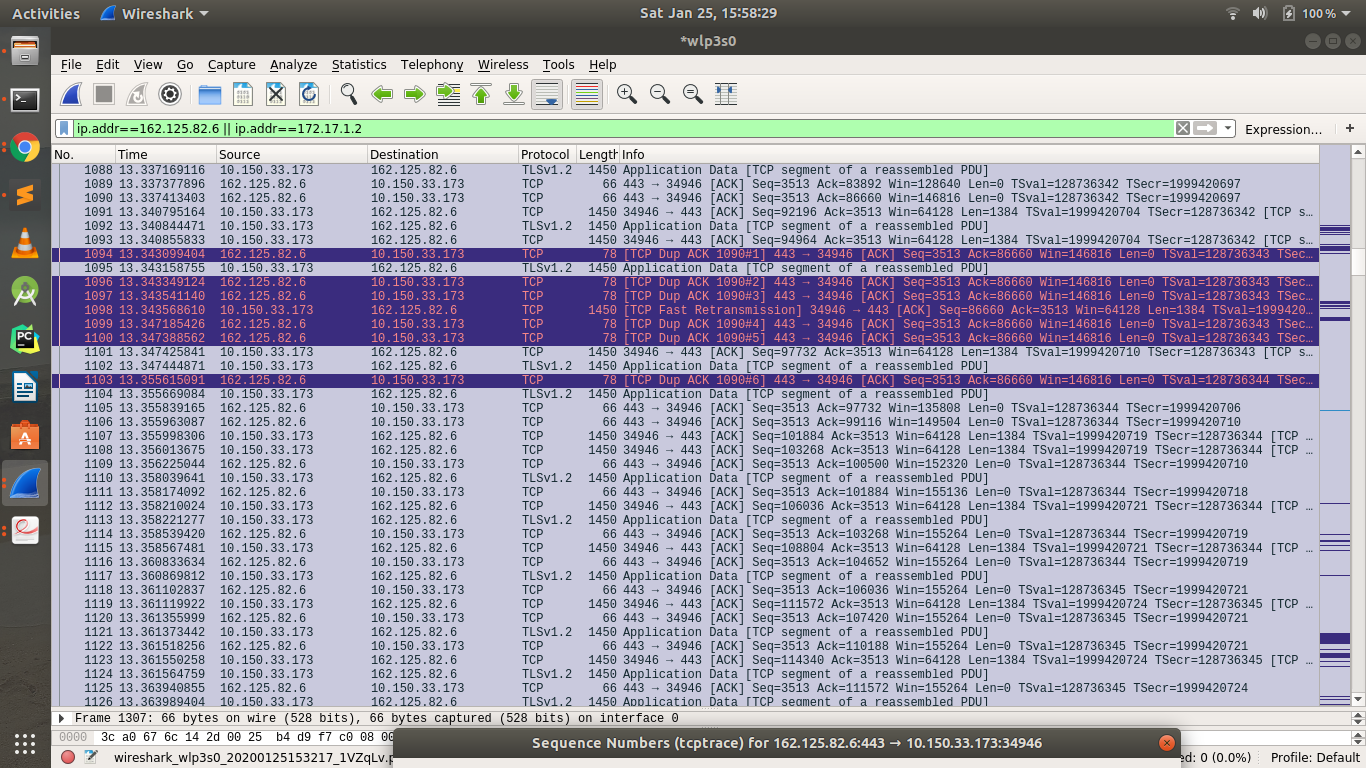 Activities Wireshark Sat Jan 25, 15:58:29 100 %
*wlp3s0
File Edit View Go Capture Analyze Statistics Telephony Wireless Tools Help
ip.addr==162.125.82.6 || ip.addr==172.17.1.2 Expression… +
No. Time Source Destination Protocol Length Info
1088 13.337169116 10.150.33.173 162.125.82.6 TLSv1.2 1450 Application Data [TCP segment of a reassembled PDU]
1089 13.337377896 162.125.82.6 10.150.33.173 TCP 66 443 → 34946 [ACK] Seq=3513 Ack=83892 Win=128640 Len=0 TSval=128736342 TSecr=1999420697
1090 13.337413403 162.125.82.6 10.150.33.173 TCP 66 443 → 34946 [ACK] Seq=3513 Ack=86660 Win=146816 Len=0 TSval=128736342 TSecr=1999420697
1091 13.340795164 10.150.33.173 162.125.82.6 TCP 1450 34946 → 443 [ACK] Seq=92196 Ack=3513 Win=64128 Len=1384 TSval=1999420704 TSecr=128736342 [TCP s…
1092 13.340844471 10.150.33.173 162.125.82.6 TLSv1.2 1450 Application Data [TCP segment of a reassembled PDU]
1093 13.340855833 10.150.33.173 162.125.82.6 TCP 1450 34946 → 443 [ACK] Seq=94964 Ack=3513 Win=64128 Len=1384 TSval=1999420704 TSecr=128736342 [TCP s…
1094 13.343099404 162.125.82.6 10.150.33.173 TCP 78 [TCP Dup ACK 1090#1] 443 → 34946 [ACK] Seq=3513 Ack=86660 Win=146816 Len=0 TSval=128736343 TSec…
1095 13.343158755 10.150.33.173 162.125.82.6 TLSv1.2 1450 Application Data [TCP segment of a reassembled PDU]
1096 13.343349124 162.125.82.6 10.150.33.173 TCP 78 [TCP Dup ACK 1090#2] 443 → 34946 [ACK] Seq=3513 Ack=86660 Win=146816 Len=0 TSval=128736343 TSec…
1097 13.343541140 162.125.82.6 10.150.33.173 TCP 78 [TCP Dup ACK 1090#3] 443 → 34946 [ACK] Seq=3513 Ack=86660 Win=146816 Len=0 TSval=128736343 TSec…
1098 13.343568610 10.150.33.173 162.125.82.6 TCP 1450 [TCP Fast Retransmission] 34946 → 443 [ACK] Seq=86660 Ack=3513 Win=64128 Len=1384 TSval=1999420…
1099 13.347185426 162.125.82.6 10.150.33.173 TCP 78 [TCP Dup ACK 1090#4] 443 → 34946 [ACK] Seq=3513 Ack=86660 Win=146816 Len=0 TSval=128736343 TSec…
1100 13.347388562 162.125.82.6 10.150.33.173 TCP 78 [TCP Dup ACK 1090#5] 443 → 34946 [ACK] Seq=3513 Ack=86660 Win=146816 Len=0 TSval=128736343 TSec…
1101 13.347425841 10.150.33.173 162.125.82.6 TCP 1450 34946 → 443 [ACK] Seq=97732 Ack=3513 Win=64128 Len=1384 TSval=1999420710 TSecr=128736343 [TCP s…
1102 13.347444871 10.150.33.173 162.125.82.6 TLSv1.2 1450 Application Data [TCP segment of a reassembled PDU]
1103 13.355615091 162.125.82.6 10.150.33.173 TCP 78 [TCP Dup ACK 1090#6] 443 → 34946 [ACK] Seq=3513 Ack=86660 Win=146816 Len=0 TSval=128736344 TSec…
1104 13.355669084 10.150.33.173 162.125.82.6 TLSv1.2 1450 Application Data [TCP segment of a reassembled PDU]
1105 13.355839165 162.125.82.6 10.150.33.173 TCP 66 443 → 34946 [ACK] Seq=3513 Ack=97732 Win=135808 Len=0 TSval=128736344 TSecr=1999420706
1106 13.355963087 162.125.82.6 10.150.33.173 TCP 66 443 → 34946 [ACK] Seq=3513 Ack=99116 Win=149504 Len=0 TSval=128736344 TSecr=1999420710
1107 13.355998306 10.150.33.173 162.125.82.6 TCP 1450 34946 → 443 [ACK] Seq=101884 Ack=3513 Win=64128 Len=1384 TSval=1999420719 TSecr=128736344 [TCP …
1108 13.356013675 10.150.33.173 162.125.82.6 TCP 1450 34946 → 443 [ACK] Seq=103268 Ack=3513 Win=64128 Len=1384 TSval=1999420719 TSecr=128736344 [TCP …
1109 13.356225044 162.125.82.6 10.150.33.173 TCP 66 443 → 34946 [ACK] Seq=3513 Ack=100500 Win=152320 Len=0 TSval=128736344 TSecr=1999420710
1110 13.358039641 10.150.33.173 162.125.82.6 TLSv1.2 1450 Application Data [TCP segment of a reassembled PDU]
1111 13.358174092 162.125.82.6 10.150.33.173 TCP 66 443 → 34946 [ACK] Seq=3513 Ack=101884 Win=155136 Len=0 TSval=128736344 TSecr=1999420718
1112 13.358210024 10.150.33.173 162.125.82.6 TCP 1450 34946 → 443 [ACK] Seq=106036 Ack=3513 Win=64128 Len=1384 TSval=1999420721 TSecr=128736344 [TCP …
1113 13.358221277 10.150.33.173 162.125.82.6 TLSv1.2 1450 Application Data [TCP segment of a reassembled PDU]
1114 13.358539420 162.125.82.6 10.150.33.173 TCP 66 443 → 34946 [ACK] Seq=3513 Ack=103268 Win=155264 Len=0 TSval=128736344 TSecr=1999420719
1115 13.358567481 10.150.33.173 162.125.82.6 TCP 1450 34946 → 443 [ACK] Seq=108804 Ack=3513 Win=64128 Len=1384 TSval=1999420721 TSecr=128736344 [TCP …
1116 13.360833634 162.125.82.6 10.150.33.173 TCP 66 443 → 34946 [ACK] Seq=3513 Ack=104652 Win=155264 Len=0 TSval=128736344 TSecr=1999420719
1117 13.360869812 10.150.33.173 162.125.82.6 TLSv1.2 1450 Application Data [TCP segment of a reassembled PDU]
1118 13.361102837 162.125.82.6 10.150.33.173 TCP 66 443 → 34946 [ACK] Seq=3513 Ack=106036 Win=155264 Len=0 TSval=128736345 TSecr=1999420721
1119 13.361119922 10.150.33.173 162.125.82.6 TCP 1450 34946 → 443 [ACK] Seq=111572 Ack=3513 Win=64128 Len=1384 TSval=1999420724 TSecr=128736345 [TCP …
1120 13.361355999 162.125.82.6 10.150.33.173 TCP 66 443 → 34946 [ACK] Seq=3513 Ack=107420 Win=155264 Len=0 TSval=128736345 TSecr=1999420721
1121 13.361373442 10.150.33.173 162.125.82.6 TLSv1.2 1450 Application Data [TCP segment of a reassembled PDU]
1122 13.361518256 162.125.82.6 10.150.33.173 TCP 66 443 → 34946 [ACK] Seq=3513 Ack=110188 Win=155264 Len=0 TSval=128736345 TSecr=1999420721
1123 13.361550258 10.150.33.173 162.125.82.6 TCP 1450 34946 → 443 [ACK] Seq=114340 Ack=3513 Win=64128 Len=1384 TSval=1999420724 TSecr=128736345 [TCP …
1124 13.361564759 10.150.33.173 162.125.82.6 TLSv1.2 1450 Application Data [TCP segment of a reassembled PDU]
1125 13.363940855 162.125.82.6 10.150.33.173 TCP 66 443 → 34946 [ACK] Seq=3513 Ack=111572 Win=155264 Len=0 TSval=128736345 TSecr=1999420724
1126 13.363989404 10.150.33.173 162.125.82.6 TLSv1.2 1450 Application Data [TCP segment of a reassembled PDU]
Frame 1307: 66 bytes on wire (528 bits), 66 bytes captured (528 bits) on interface 0
0000 3c a0 67 6c 14 2d 00 25 b4 d9 f7 c0 08 00
Sequence Numbers (tcptrace) for 162.125.82.6:443 → 10.150.33.173:34946
wireshark_wlp3s0_20200125153217_1VZqLv.p ed: 0 (0.0%) Profile: Default